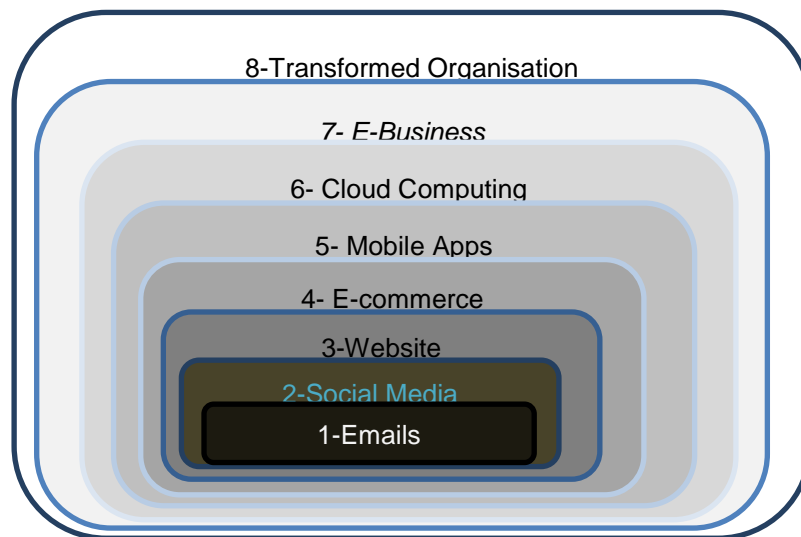 8-Transformed Organisation
7- E-Business
6- Cloud Computing
5- Mobile Apps
4- E-commerce
3-Website
2-Social Media
1-Emails